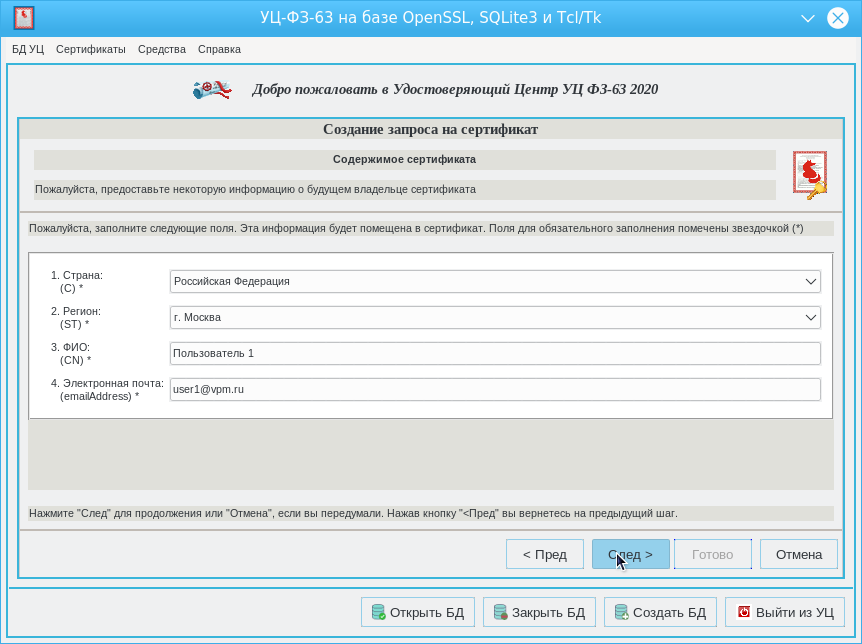 УЦ-ФЗ-63 на базе OpenSSL, SQLite3 и Tcl/Tk
БД УЦ Сертификаты Средства Справка
Добро пожаловать в Удостоверяющий Центр УЦ ФЗ-63 2020
Создание запроса на сертификат
Содержимое сертификата
Пожалуйста, предоставьте некоторую информацию о будущем владельце сертификата
Пожалуйста, заполните следующие поля. Эта информация будет помещена в сертификат. Поля для обязательного заполнения помечены звездочкой (*)
1. Страна:
(C) *
Российская Федерация
2. Регион:
(ST) *
г. Москва
3. ФИО:
(CN) *
Пользователь 1
4. Электронная почта:
(emailAddress) *
user1@vpm.ru
Нажмите "След" для продолжения или "Отмена", если вы передумали. Нажав кнопку "<Пред" вы вернетесь на предыдущий шаг.
< Пред След > Готово Отмена
Открыть БД Закрыть БД Создать БД Выйти из УЦ